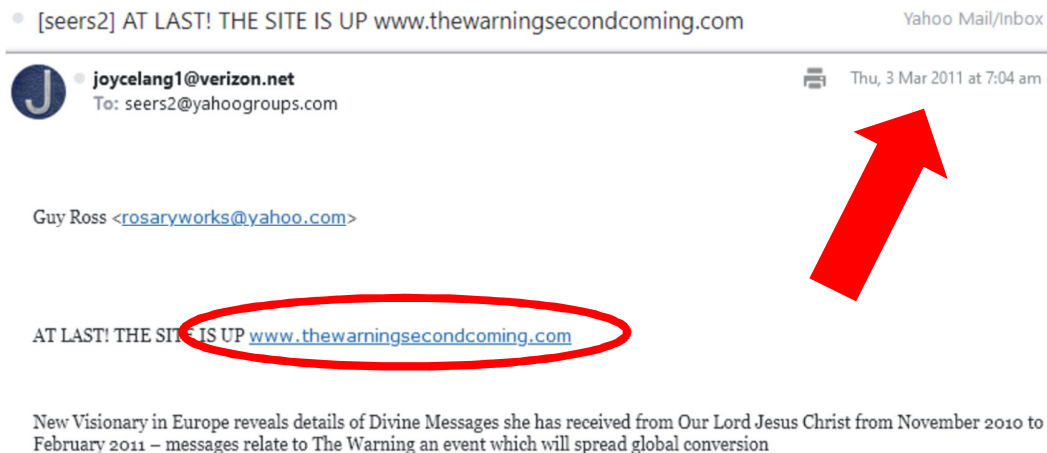 [seers2] AT LAST! THE SITE IS UP www.thewarningsecondcoming.com Yahoo Mail/Inbox
J
joycelang1@verizon.net Thu, 3 Mar 2011 at 7:04 am
To: seers2@yahoogroups.com
Guy Ross <rosaryworks@yahoo.com>
AT LAST! THE SITE IS UP www.thewarningsecondcoming.com
New Visionary in Europe reveals details of Divine Messages she has received from Our Lord Jesus Christ from November 2010 to
February 2011 – messages relate to The Warning an event which will spread global conversion